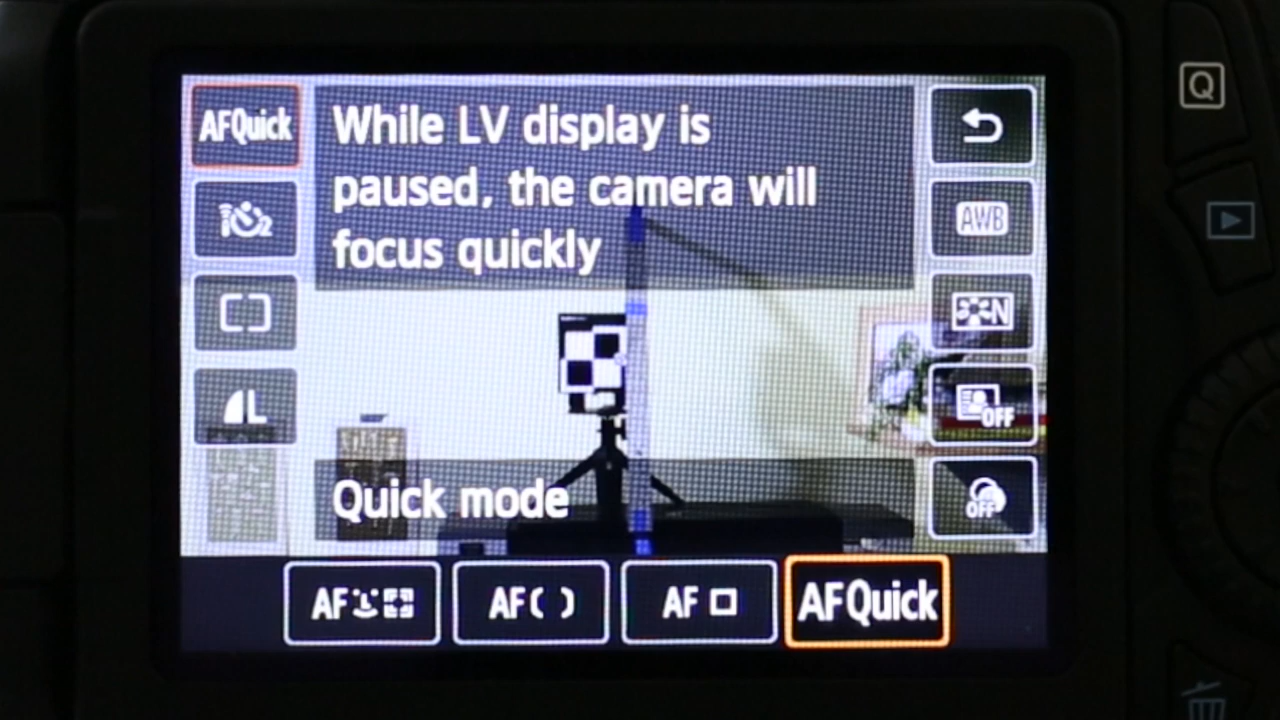 AFQuick
While LV display is
paused, the camera will
focus quickly
2
L
Quick mode
AWB
N
OFF
OFF
AF
AF( )
AF
AFQuick
Q